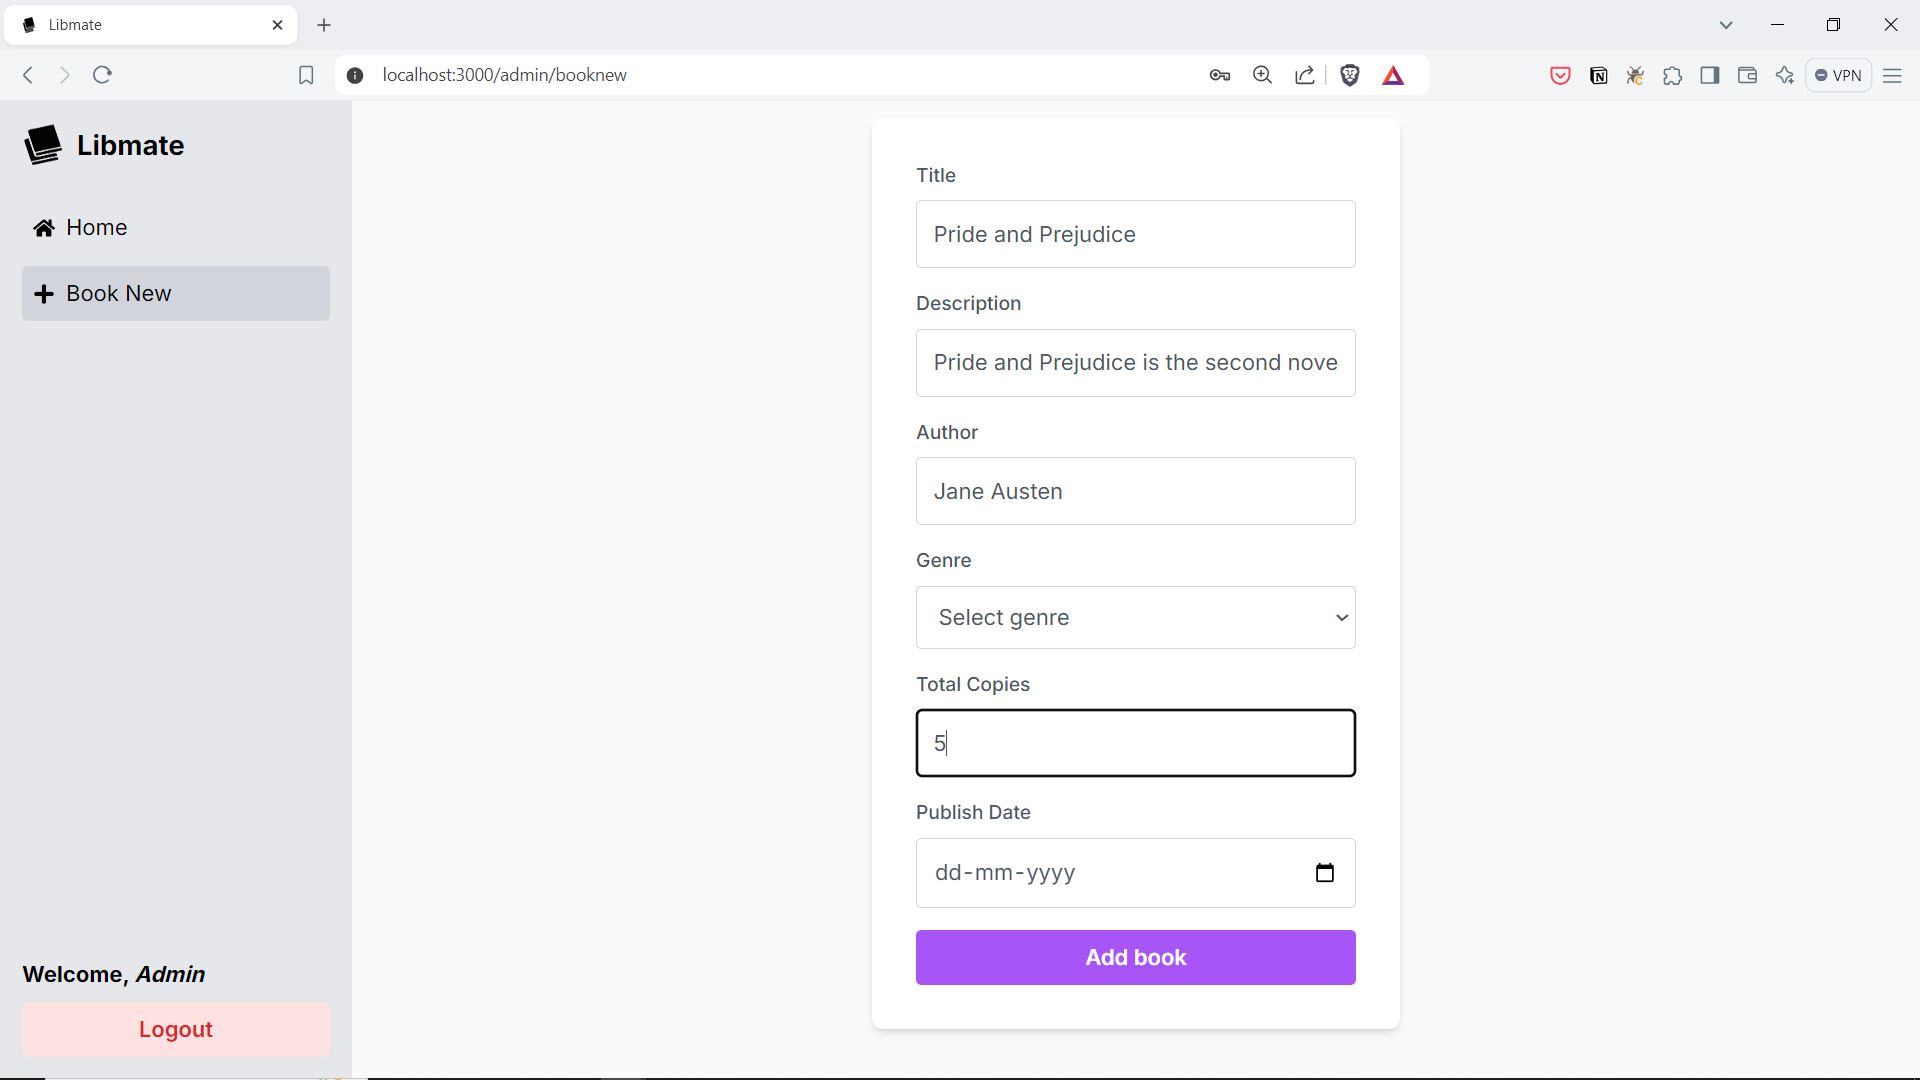 Libmate
localhost:3000/admin/booknew
VPN
Libmate
Home
Book New
Welcome, Admin
Logout
Title
Pride and Prejudice
Description
Pride and Prejudice is the second nove
Author
Jane Austen
Genre
Select genre
Total Copies
5
Publish Date
dd-mm-yyyy
Add book